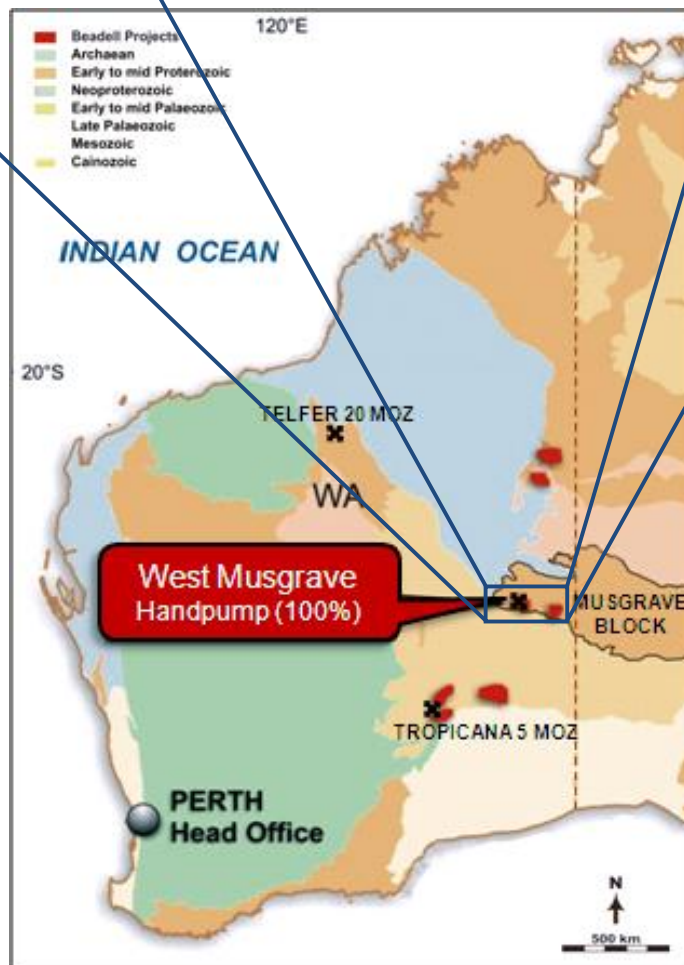 120°E
Beadell Projects
Archaean
Early to mid Proterozoic
Neoproterozoic
Early to mid Palaeozoic
Late Palaeozoic
Mesozoic
Cainozoic
INDIAN OCEAN
20°S
TELFER 20 MOZ
WA
West Musgrave
Handpump (100%)
MUSGRAVE
BLOCK
TROPICANA 5 MOZ
PERTH
Head Office
N
500 km